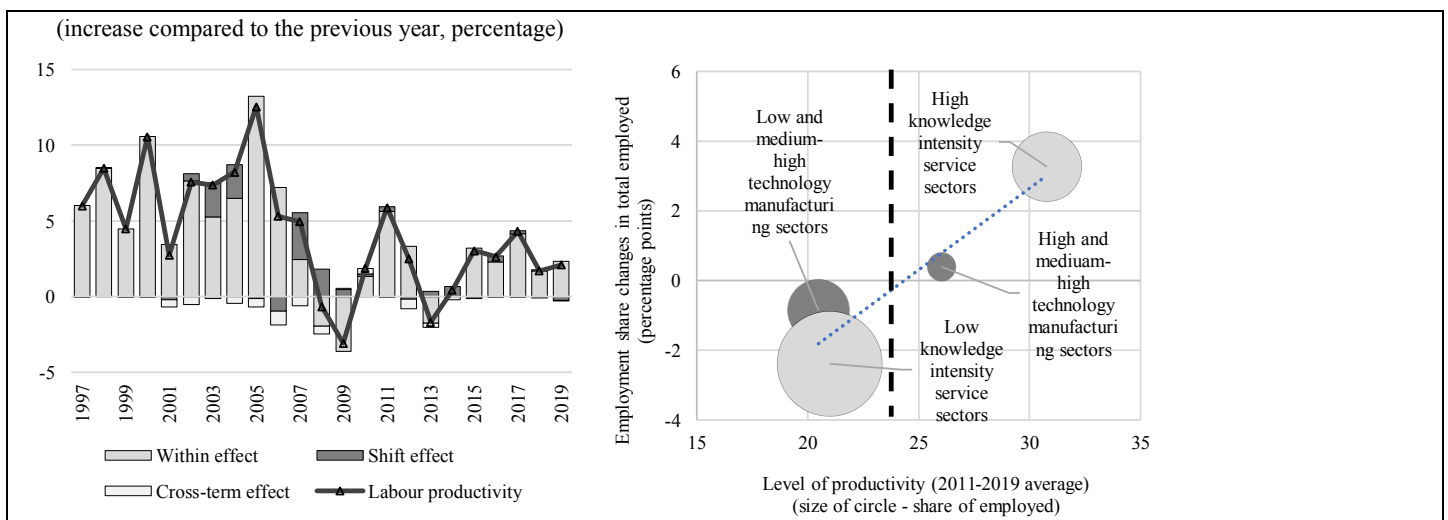 (increase compared to the previous year, percentage)
15
10
5
0
-5
1997
1999
2001
2003
2005
2007
2009
2011
2013
2015
2017
2019
Within effect
Shift effect
Cross-term effect
Labour productivity
Employment share changes in total employed
(percentage points)
6
4
2
0
-2
-4
Low and
medium-
high
technology
manufacturi
ng sectors
High
knowledge
intensity
service
sectors
High and
mediuam-
high
technology
manufacturi
ng sectors
Low
knowledge
intensity
service
sectors
15
20
25
30
35
Level of productivity (2011-2019 average)
(size of circle - share of employed)